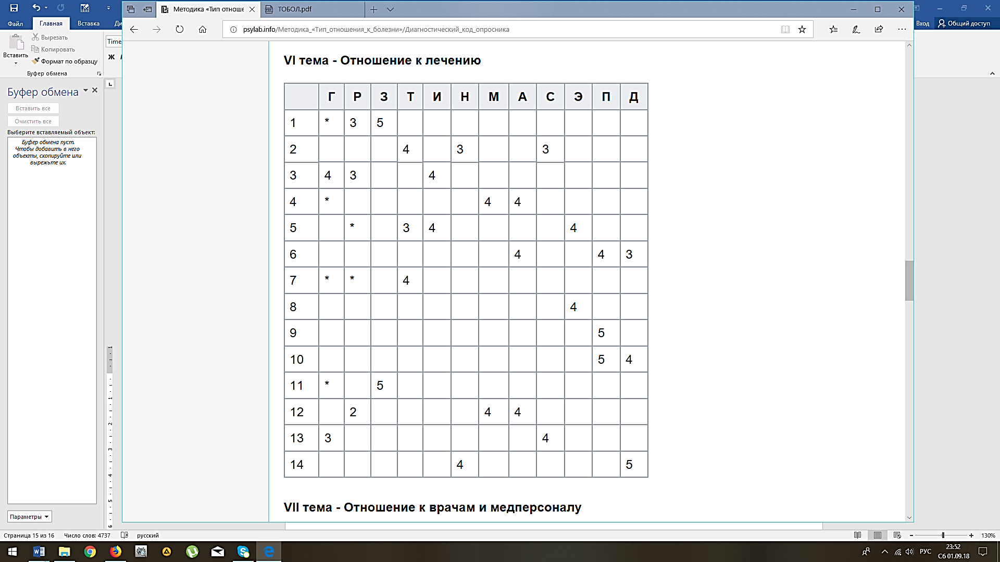 Файл
Главная
Вставка
Ди
Вход
Общий доступ
Методика «Тип отноше
ТОБОЛ.pdf
psylab.info/Методика_«Тип_отношения_к_болезни»/Диагностический_код_опросника
Вставить
Вырезать
Копировать
Формат по образцу
Буфер обмена
Time
Ж
Буфер обмена
Вставить все
Очистить все
Выберите вставляемый объект:
Буфер обмена пуст.
Чтобы добавить в него
объекты, скопируйте или
вырежьте их.
Параметры
VI тема - Отношение к лечению
Г Р З Т И Н М А С Э П Д
1 * 3 5
2 4 3 3
3 4 3 4
4 * 4 4
5 * 3 4 4
6 4 4 3
7 * * 4
8 4
9 5
10 5 4
11 * 5
12 2 4 4
13 3 4
14 4 5
VII тема - Отношение к врачам и медперсоналу
Страница 15 из 16 Число слов: 4737 русский
130%
РУС
23:52
Сб 01.09.18